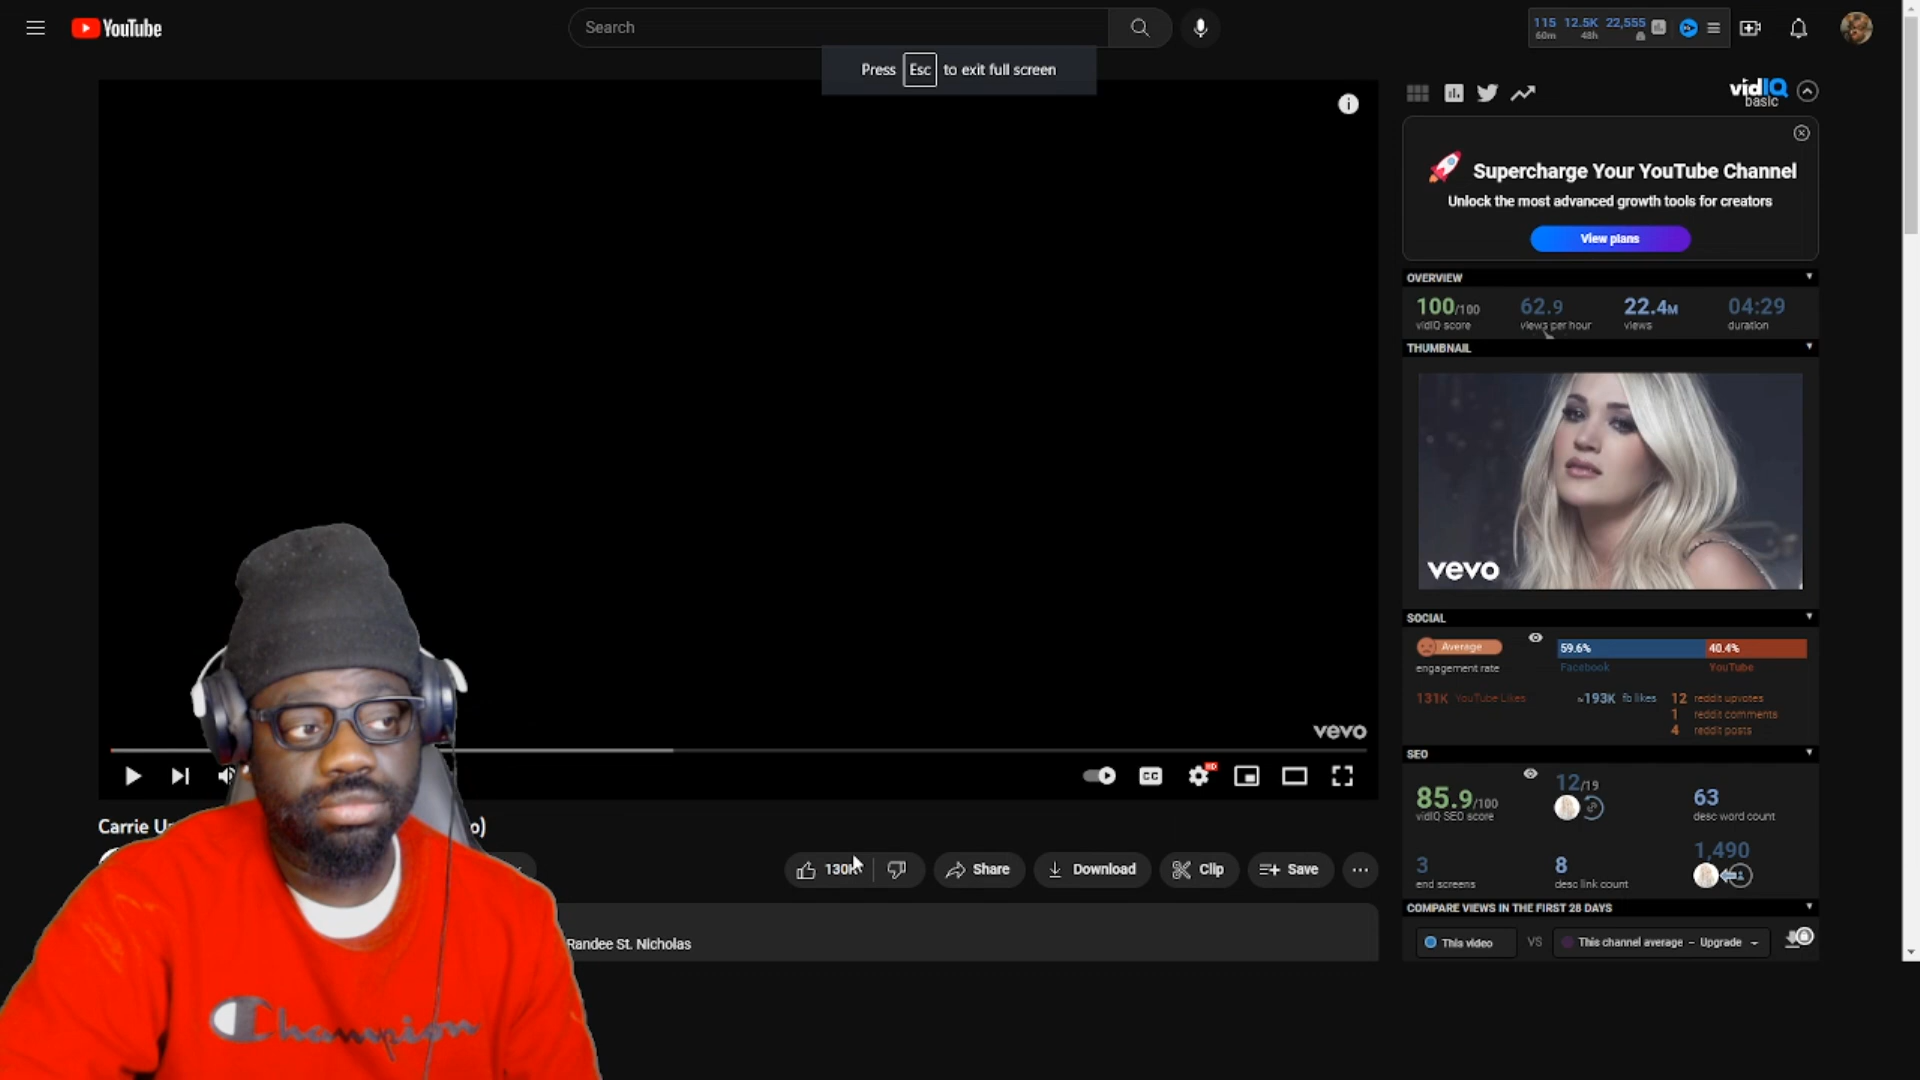 YouTube
Search
115 12.5K 22,555
60m 48h
Press Esc to exit full screen
vidIQ
basic
Supercharge Your YouTube Channel
Unlock the most advanced growth tools for creators
View plans
OVERVIEW
100/100 62.9 22.4M 04:29
vidIQ score views per hour views duration
THUMBNAIL
vevo
SOCIAL
Average 59.6% 40.4%
engagement rate Facebook YouTube
131K YouTube Likes ~193K fb likes 12 reddit upvotes
1 reddit comments
4 reddit posts
vevo
SEO
HD
CC
85.9/100 12/19 63
vidIQ SEO score desc word count
Carrie
130K Share Download Clip Save
3 8 1,490
end screens desc link count
COMPARE VIEWS IN THE FIRST 28 DAYS
This video VS This channel average - Upgrade
Randee St. Nicholas
Champion